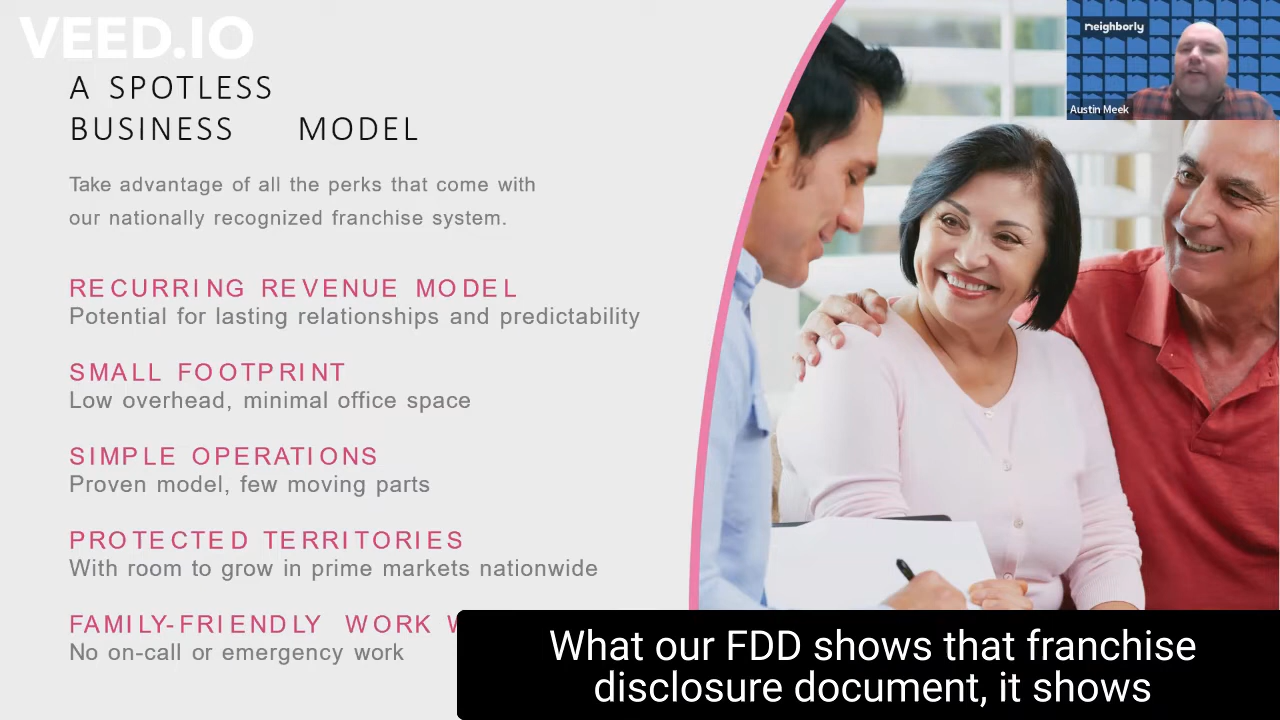 VEED.IO
A SPOTLESS
BUSINESS MODEL
Take advantage of all the perks that come with
our nationally recognized franchise system.
RECURRING REVENUE MODEL
Potential for lasting relationships and predictability
SMALL FOOTPRINT
Low overhead, minimal office space
SIMPLE OPERATIONS
Proven model, few moving parts
PROTECTED TERRITORIES
With room to grow in prime markets nationwide
FAMILY-FRIENDLY WORK
No on-call or emergency work
neighborly
Austin Meek
What our FDD shows that franchise
disclosure document, it shows